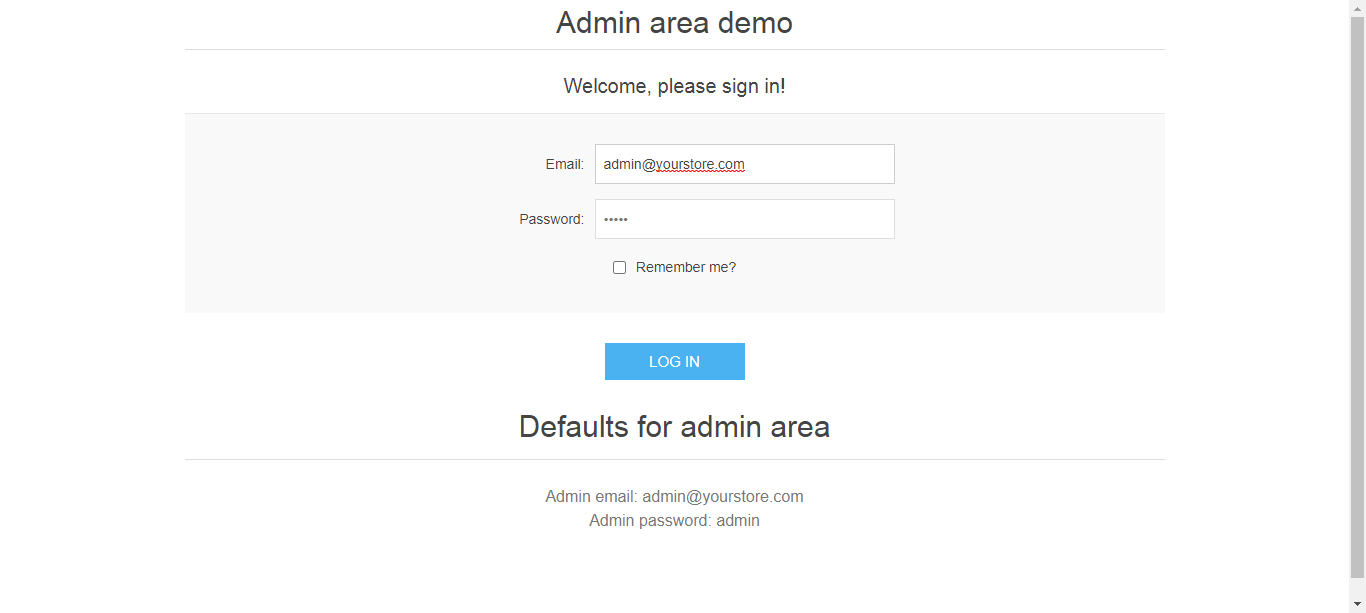 Admin area demo
Welcome, please sign in!
Email: admin@yourstore.com
Password: •••••
Remember me?
LOG IN
Defaults for admin area
Admin email: admin@yourstore.com
Admin password: admin